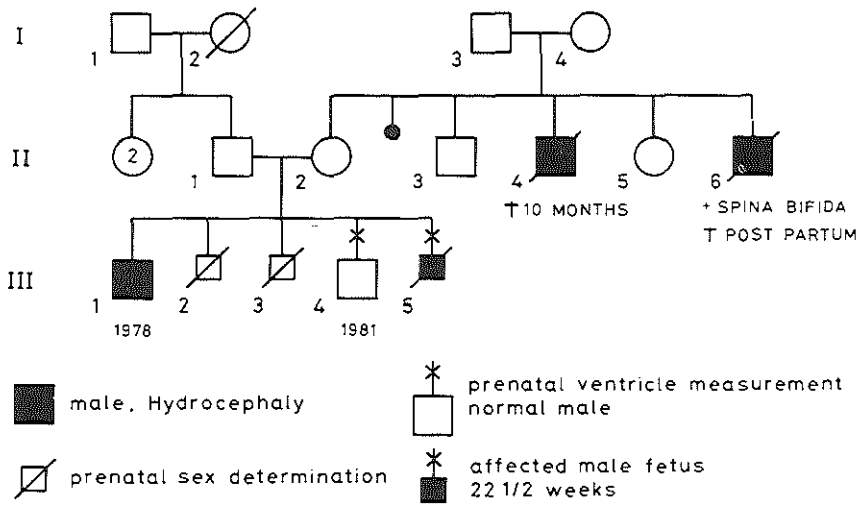 I
1
2
3
4
II
2
1
2
3
4
5
6
† 10 MONTHS
+ SPINA BIFIDA
† POST PARTUM
III
1
2
3
4
5
1978
1981
male, Hydrocephaly
prenatal ventricle measurement
normal male
prenatal sex determination
affected male fetus
22 1/2 weeks